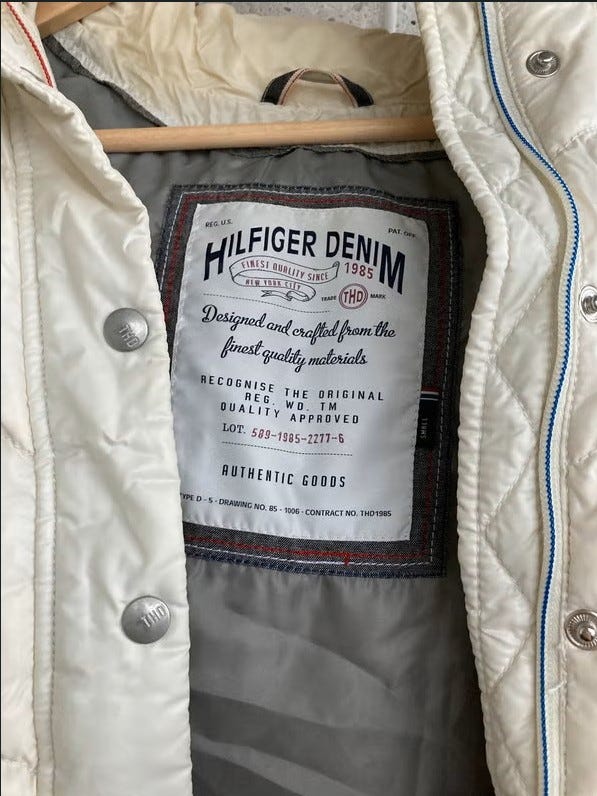 REG. U.S.
PAT. OFF.
HILFIGER DENIM
FINEST QUALITY SINCE 1985
NEW YORK CITY
TRADE THD MARK
Designed and crafted from the
finest quality materials
RECOGNISE THE ORIGINAL
REG. WD. TM
QUALITY APPROVED
LOT. 589-1985-2277-6
AUTHENTIC GOODS
TYPE D - 5 - DRAWING NO. 85 - 1006 - CONTRACT NO. THD1985
SMALL
THD
THD